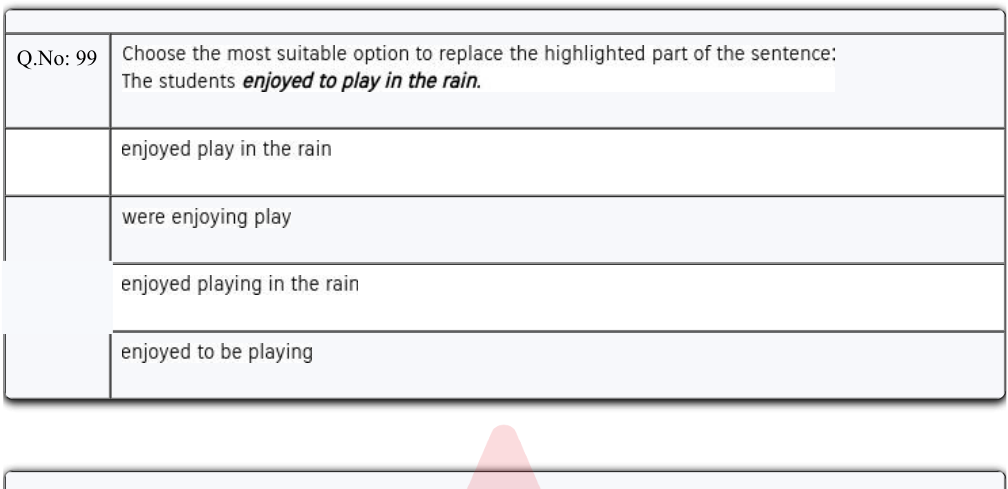 Q.No: 99
Choose the most suitable option to replace the highlighted part of the sentence:
The students enjoyed to play in the rain.
enjoyed play in the rain
were enjoying play
enjoyed playing in the rain
enjoyed to be playing